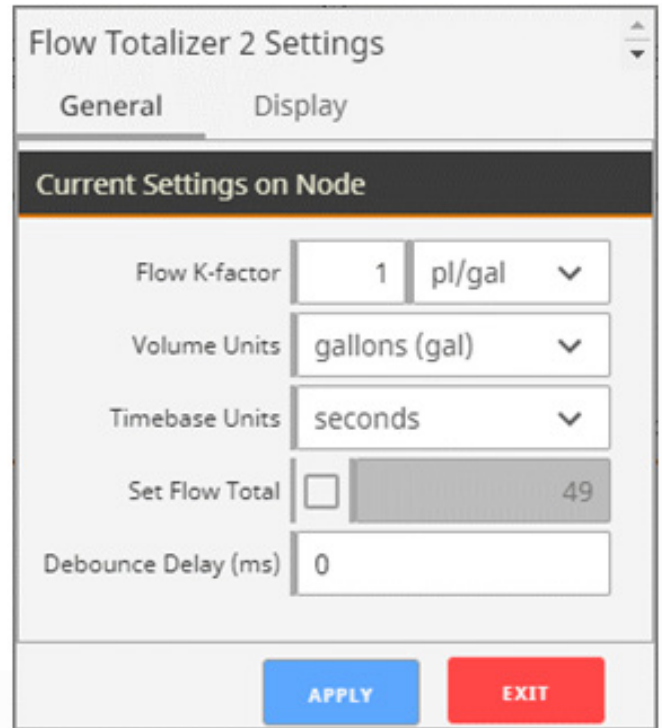 Flow Totalizer 2 Settings
General Display
Current Settings on Node
Flow K-factor 1 pl/gal
Volume Units gallons (gal)
Timebase Units seconds
Set Flow Total 49
Debounce Delay (ms) 0
APPLY EXIT